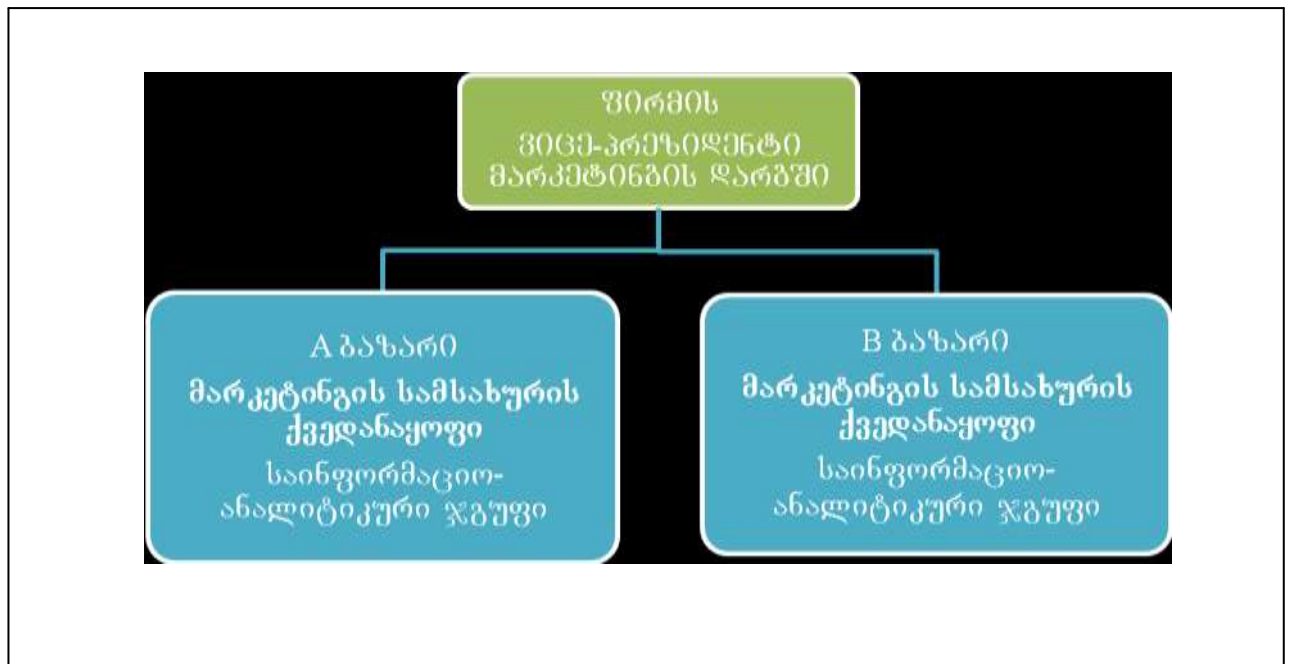 ფირმის
ვიცე-პრეზიდენტი
მარკეტინგის დარგში
A ბაზარი
მარკეტინგის სამსახურის
ქვედანაყოფი
საინფორმაციო-
ანალიტიკური ჯგუფი
B ბაზარი
მარკეტინგის სამსახურის
ქვედანაყოფი
საინფორმაციო-
ანალიტიკური ჯგუფი